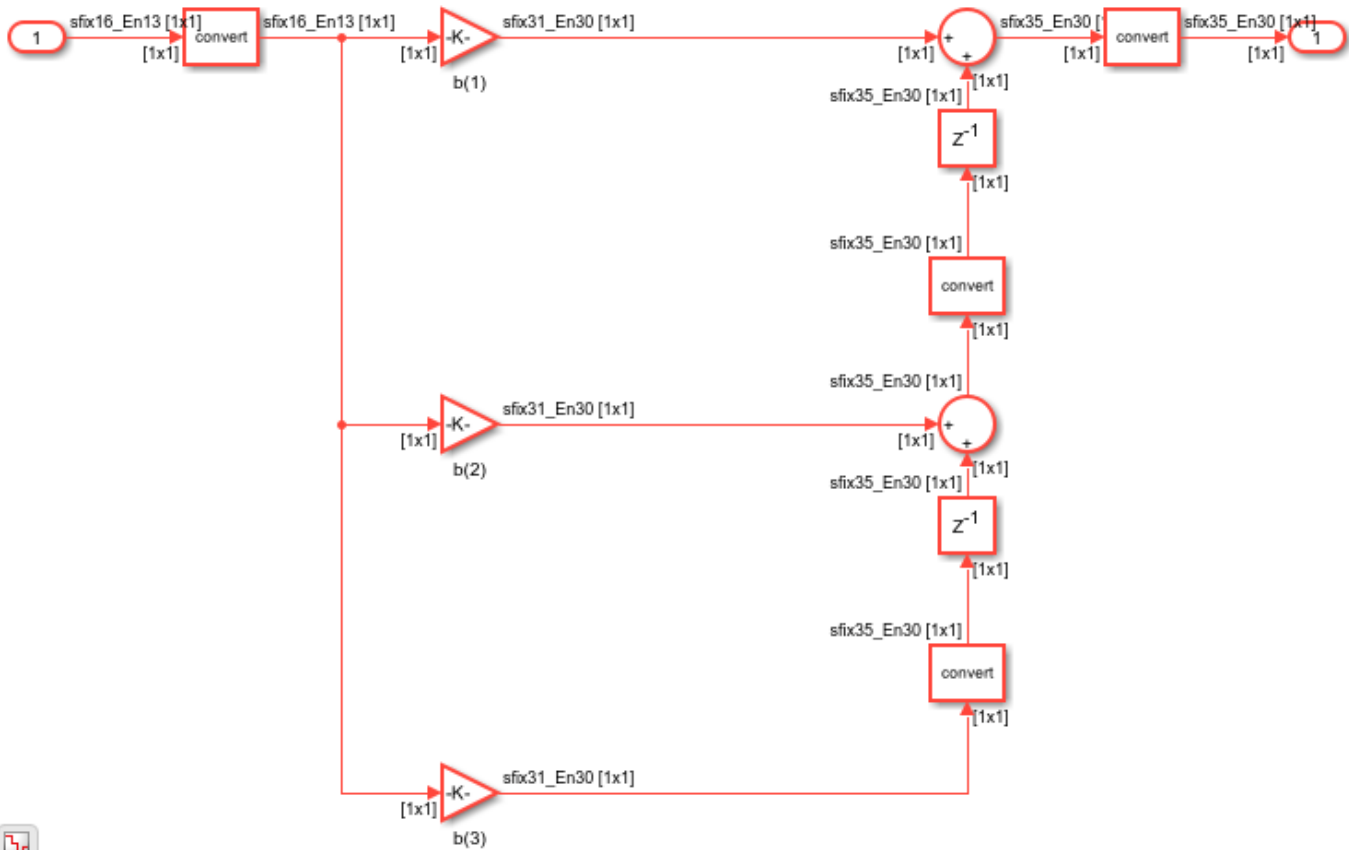 sfix16_En13 [1x1]
sfix16_En13 [1x1]
sfix31_En30 [1x1]
sfix35_En30 [1x1]
sfix35_En30 [1x1]
1
convert
-K-
+
+
convert
1
[1x1]
[1x1]
[1x1]
[1x1]
[1x1]
b(1)
[1x1]
sfix35_En30 [1x1]
Z-1
[1x1]
sfix35_En30 [1x1]
convert
[1x1]
sfix35_En30 [1x1]
sfix31_En30 [1x1]
-K-
+
+
[1x1]
[1x1]
b(2)
[1x1]
sfix35_En30 [1x1]
Z-1
[1x1]
sfix35_En30 [1x1]
convert
[1x1]
sfix31_En30 [1x1]
-K-
[1x1]
b(3)